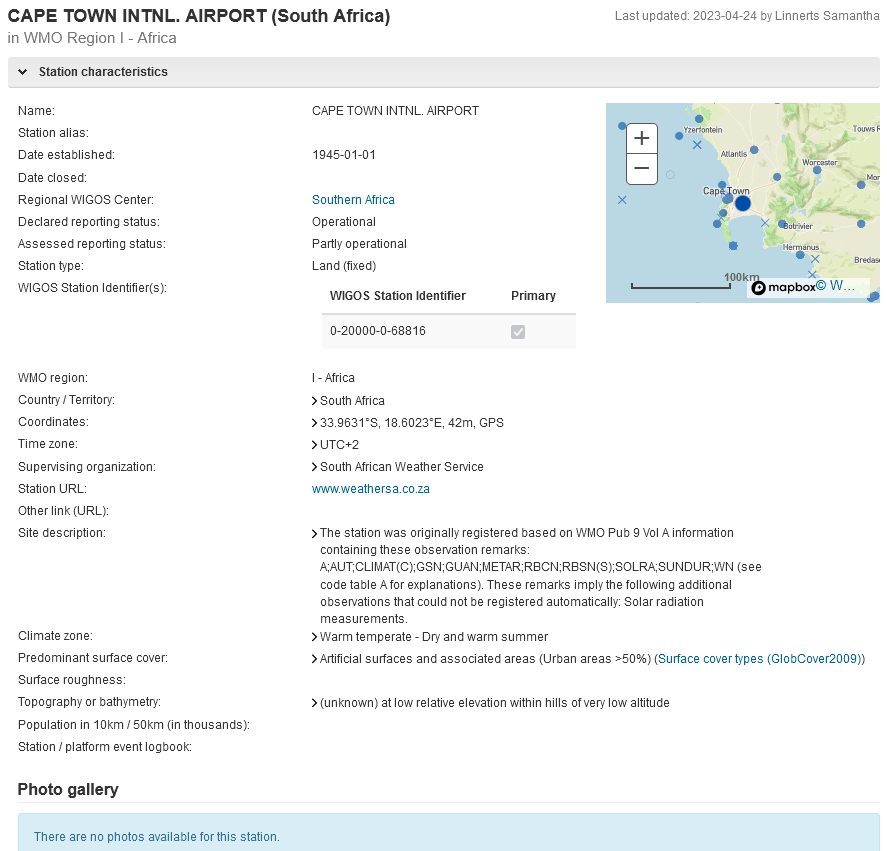 CAPE TOWN INTNL. AIRPORT (South Africa)
Last updated: 2023-04-24 by Linnerts Samantha
in WMO Region I - Africa
Station characteristics
Name: CAPE TOWN INTNL. AIRPORT
Station alias:
Date established: 1945-01-01
Date closed:
Regional WIGOS Center: Southern Africa
Declared reporting status: Operational
Assessed reporting status: Partly operational
Station type: Land (fixed)
WIGOS Station Identifier(s):
WIGOS Station Identifier Primary
0-20000-0-68816
WMO region: I - Africa
Country / Territory: South Africa
Coordinates: 33.9631°S, 18.6023°E, 42m, GPS
Time zone: UTC+2
Supervising organization: South African Weather Service
Station URL: www.weathersa.co.za
Other link (URL):
Site description: The station was originally registered based on WMO Pub 9 Vol A information
containing these observation remarks:
A;AUT;CLIMAT(C);GSN;GUAN;METAR;RBCN;RBSN(S);SOLRA;SUNDUR;WN (see
code table A for explanations). These remarks imply the following additional
observations that could not be registered automatically: Solar radiation
measurements.
Climate zone: Warm temperate - Dry and warm summer
Predominant surface cover: Artificial surfaces and associated areas (Urban areas >50%) (Surface cover types (GlobCover2009))
Surface roughness:
Topography or bathymetry: (unknown) at low relative elevation within hills of very low altitude
Population in 10km / 50km (in thousands):
Station / platform event logbook:
Photo gallery
There are no photos available for this station.
+
−
Yzerfontein
Touws R
Atlantis
Worcester
Mon
Cape Town
Botrivier
Hermanus
Bredas
100km
mapbox © W...